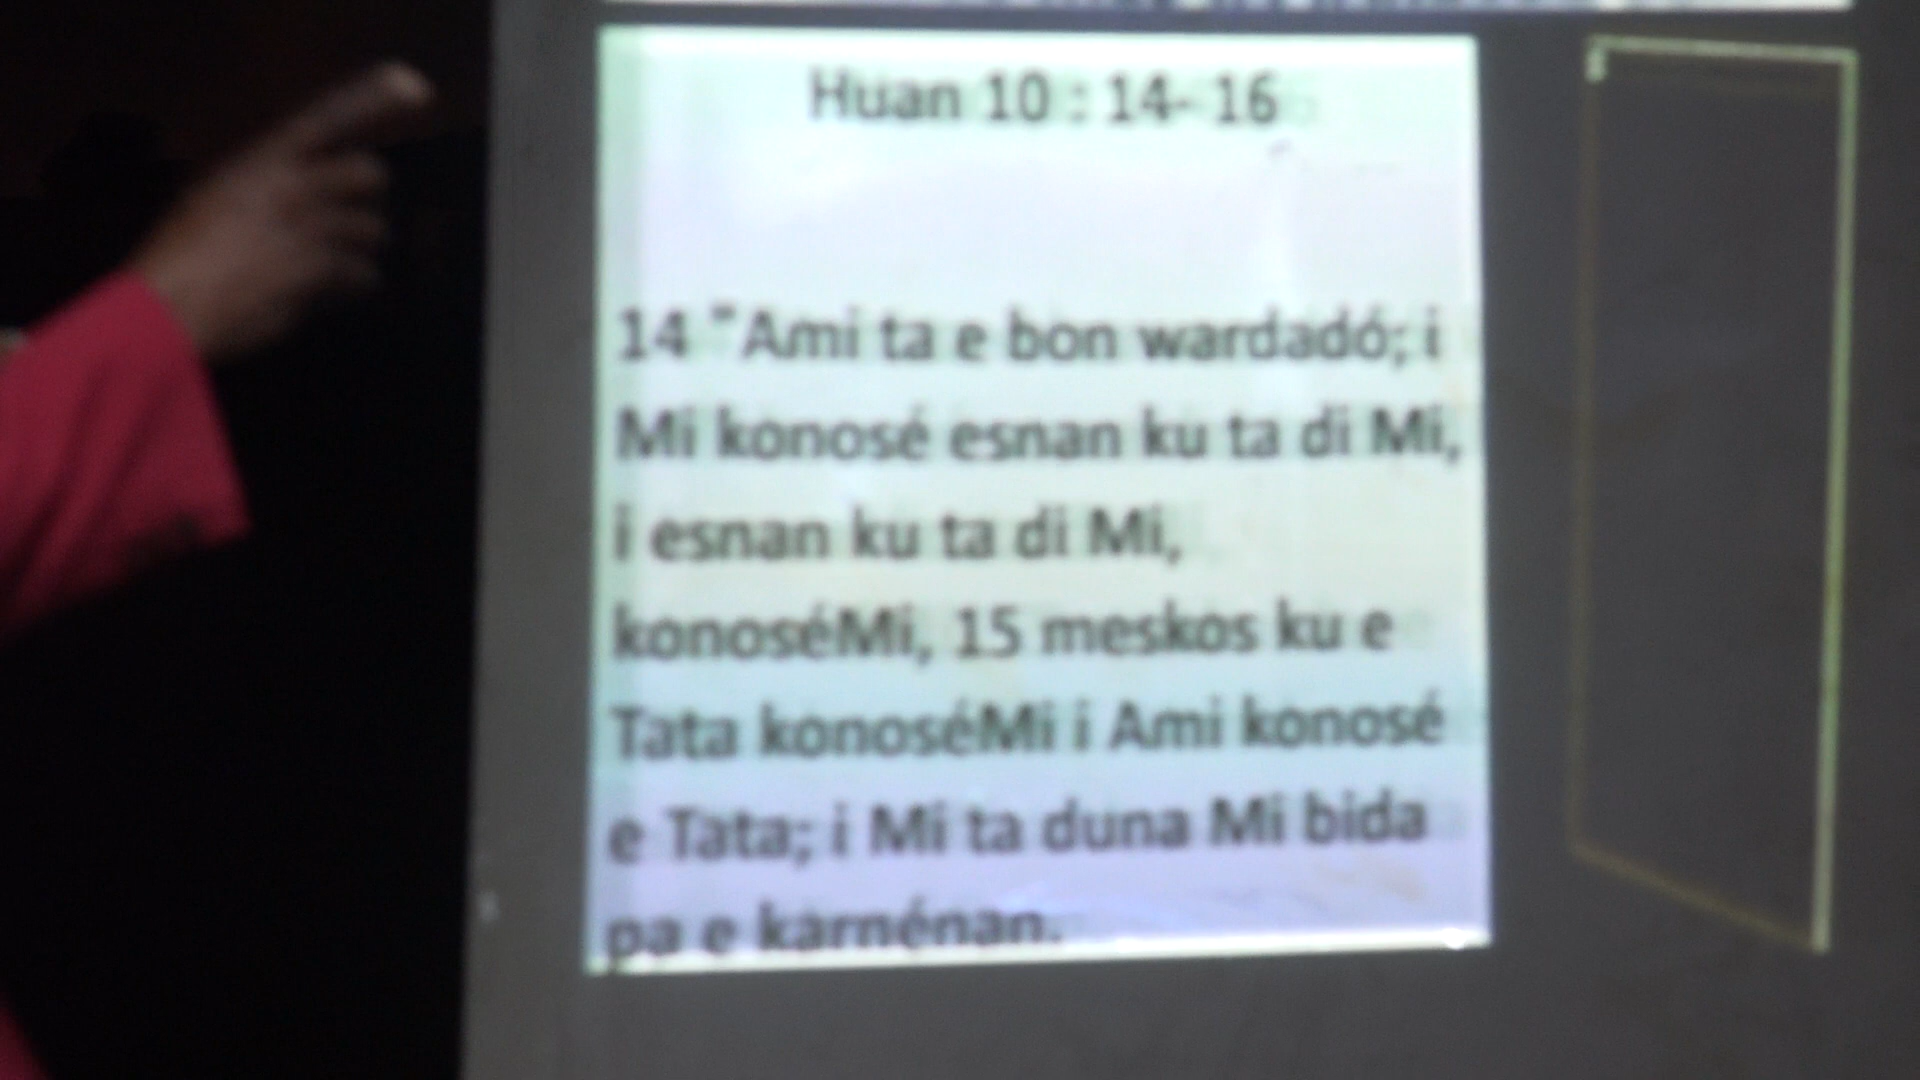 Huan 10 : 14- 16
14 "Ami ta e bon wardadó; i
Mi konosé esnan ku ta di Mi,
i esnan ku ta di Mi,
konoséMi, 15 meskos ku e
Tata konoséMi i Ami konosé
e Tata; i Mi ta duna Mi bida
pa e karnénan.